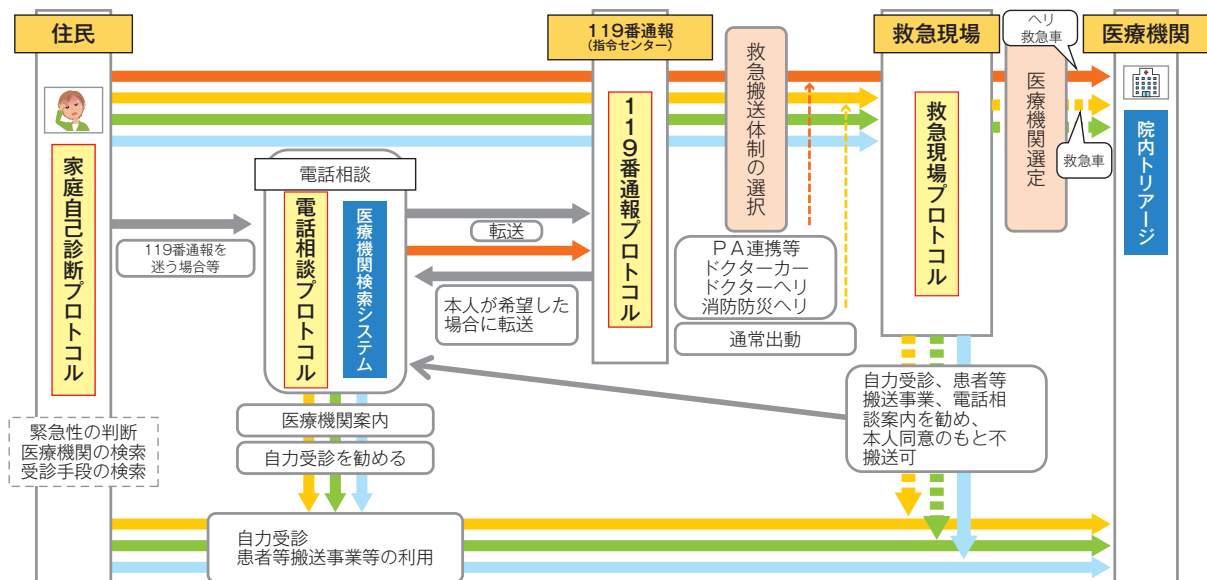 住民
119番通報
(指令センター)
救急現場
ヘリ
救急車
医療機関
救急搬送体制の選択
医療機関選定
救急車
家庭自己診断プロトコル
119番通報を
迷う場合等
電話相談
電話相談プロトコル
医療機関検索システム
転送
本人が希望した
場合に転送
119番通報プロトコル
PA連携等
ドクターカー
ドクターヘリ
消防防災ヘリ
通常出動
救急現場プロトコル
院内トリアージ
緊急性の判断
医療機関の検索
受診手段の検索
医療機関案内
自力受診を勧める
自力受診、患者等
搬送事業、電話相
談案内を勧め、
本人同意のもと不
搬送可
自力受診
患者等搬送事業等の利用